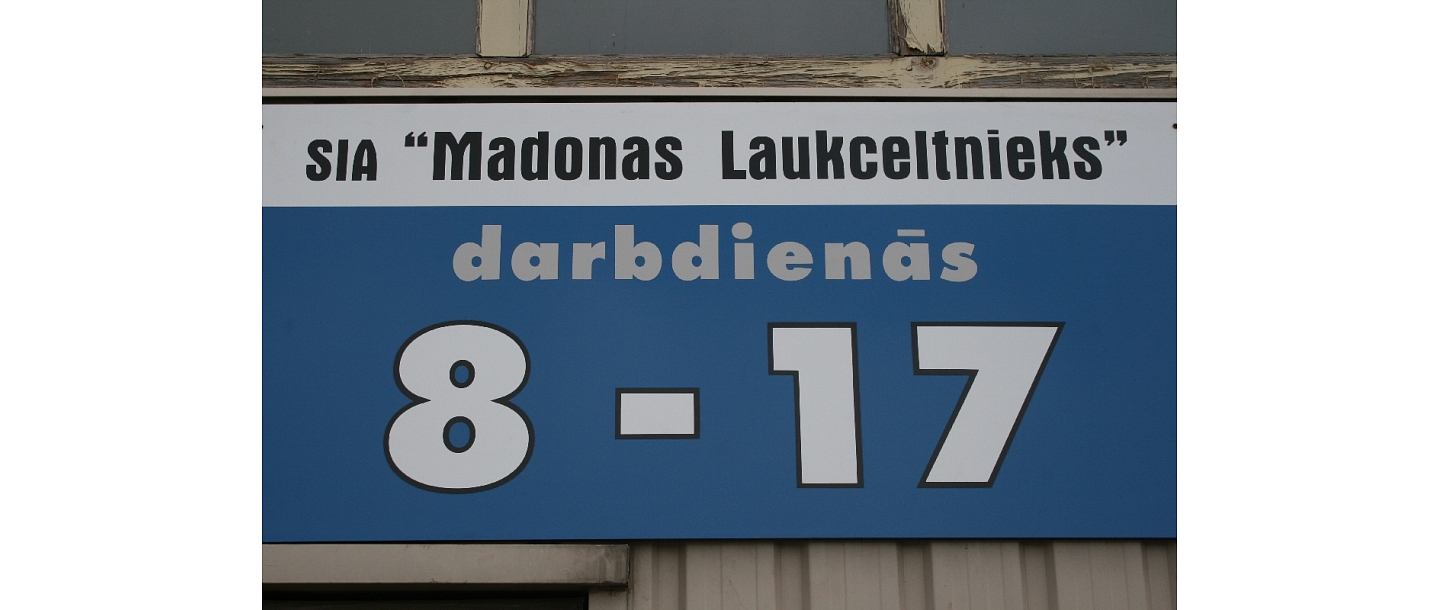 SIA “Madonas Laukceltnieks”
darbdienās
8 - 17